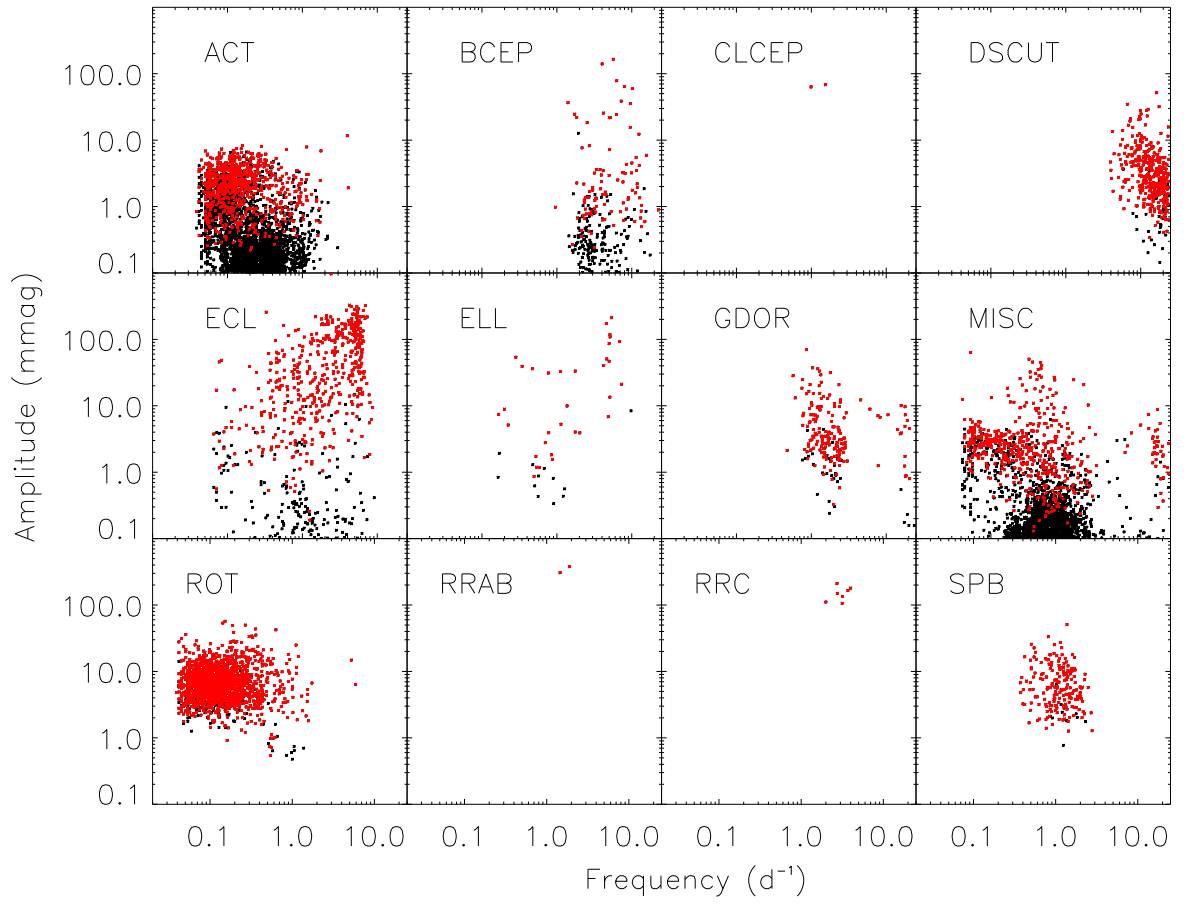 ACT BCEP CLCEP DSCUT
100.0
10.0
1.0
0.1
ECL ELL GDOR MISC
100.0
10.0
1.0
0.1
ROT RRAB RRC SPB
100.0
10.0
1.0
0.1
0.1 1.0 10.0 0.1 1.0 10.0 0.1 1.0 10.0 0.1 1.0 10.0
Amplitude (mmag)
Frequency (d⁻¹)